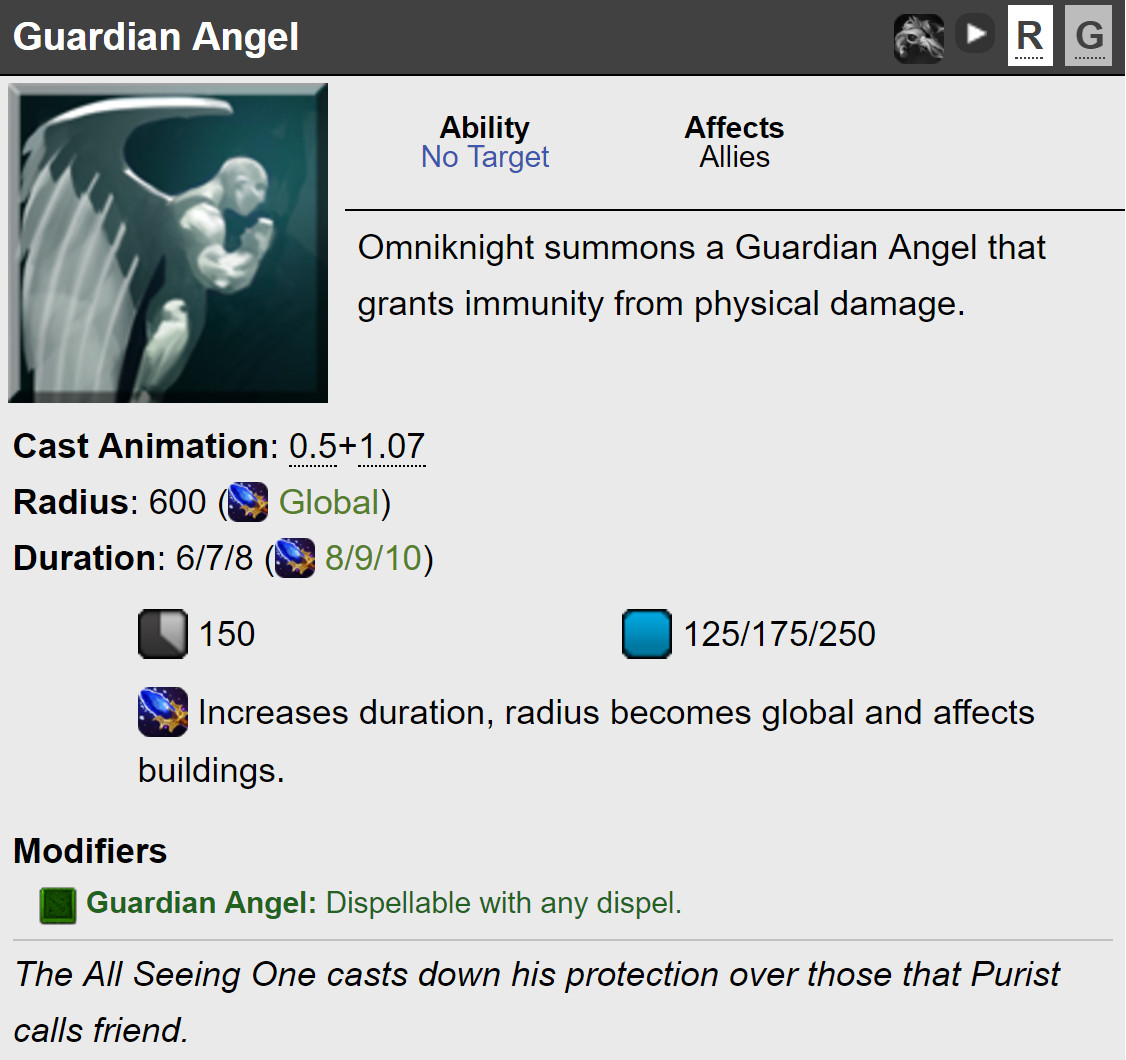 Guardian Angel R G
Ability Affects
No Target Allies
Omniknight summons a Guardian Angel that
grants immunity from physical damage.
Cast Animation: 0.5+1.07
Radius: 600 ( Global)
Duration: 6/7/8 ( 8/9/10)
150 125/175/250
Increases duration, radius becomes global and affects
buildings.
Modifiers
Guardian Angel: Dispellable with any dispel.
The All Seeing One casts down his protection over those that Purist
calls friend.